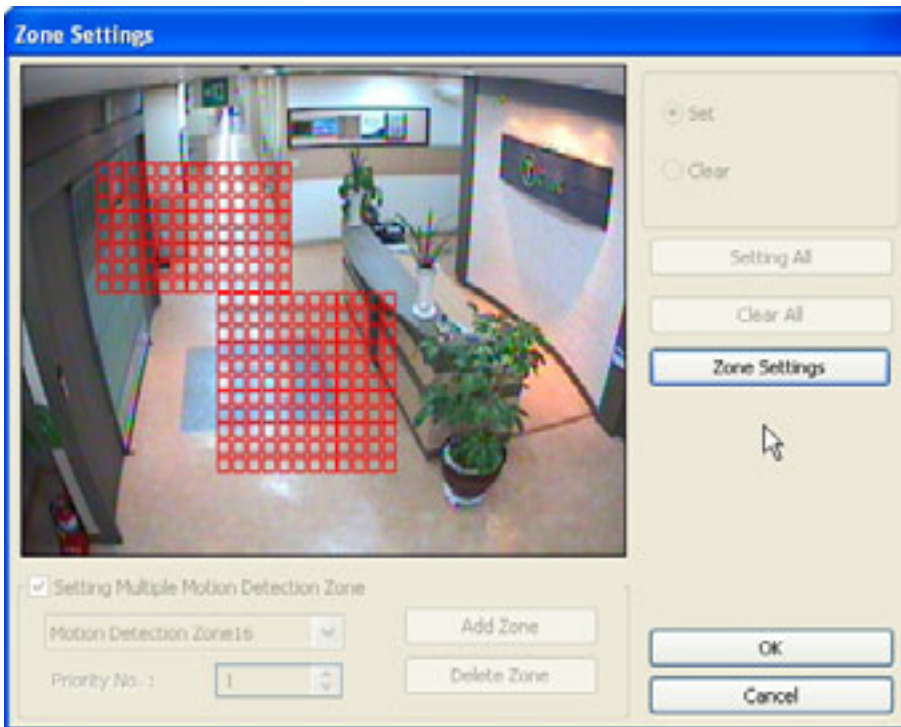 Zone Settings
Set
Clear
Setting All
Clear All
Zone Settings
Setting Multiple Motion Detection Zone
Motion Detection Zone16
Add Zone
Priority No. :
1
Delete Zone
OK
Cancel